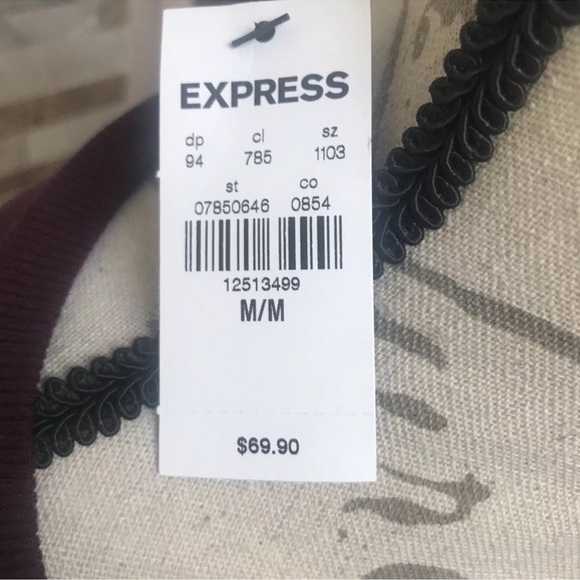 EXPRESS
dp cl sz
94 785 1103
st co
07850646 0854
12513499
M/M
$69.90